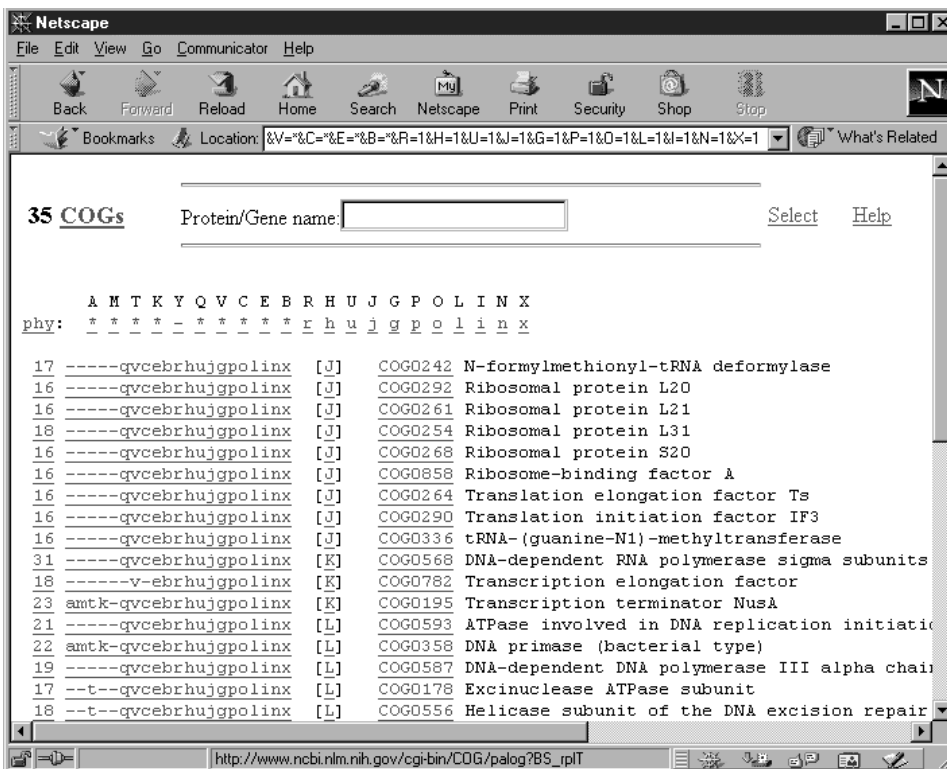 Netscape
File Edit View Go Communicator Help
Back Forward Reload Home Search Netscape Print Security Shop Stop
My
N
Bookmarks Location: &V=*&C=*&E=*&B=*&R=1&H=1&U=1&J=1&G=1&P=1&O=1&L=1&I=1&N=1&X=1 What's Related
35 COGs Protein/Gene name: Select Help
A M T K Y Q V C E B R H U J G P O L I N X
phy: * * * * - * * * * * r h u j g p o l i n x
17 -----qvcebrhujgpolinx [J] COG0242 N-formylmethionyl-tRNA deformylase
16 -----qvcebrhujgpolinx [J] COG0292 Ribosomal protein L20
16 -----qvcebrhujgpolinx [J] COG0261 Ribosomal protein L21
18 -----qvcebrhujgpolinx [J] COG0254 Ribosomal protein L31
16 -----qvcebrhujgpolinx [J] COG0268 Ribosomal protein S20
16 -----qvcebrhujgpolinx [J] COG0858 Ribosome-binding factor A
16 -----qvcebrhujgpolinx [J] COG0264 Translation elongation factor Ts
16 -----qvcebrhujgpolinx [J] COG0290 Translation initiation factor IF3
16 -----qvcebrhujgpolinx [J] COG0336 tRNA-(guanine-N1)-methyltransferase
31 -----qvcebrhujgpolinx [K] COG0568 DNA-dependent RNA polymerase sigma subunits
18 ------v-ebrhujgpolinx [K] COG0782 Transcription elongation factor
23 amtk-qvcebrhujgpolinx [K] COG0195 Transcription terminator NusA
21 -----qvcebrhujgpolinx [L] COG0593 ATPase involved in DNA replication initiatio
22 amtk-qvcebrhujgpolinx [L] COG0358 DNA primase (bacterial type)
19 -----qvcebrhujgpolinx [L] COG0587 DNA-dependent DNA polymerase III alpha chain
17 --t--qvcebrhujgpolinx [L] COG0178 Excinuclease ATPase subunit
18 --t--qvcebrhujgpolinx [L] COG0556 Helicase subunit of the DNA excision repair
http://www.ncbi.nlm.nih.gov/cgi-bin/COG/palog?BS_rplT